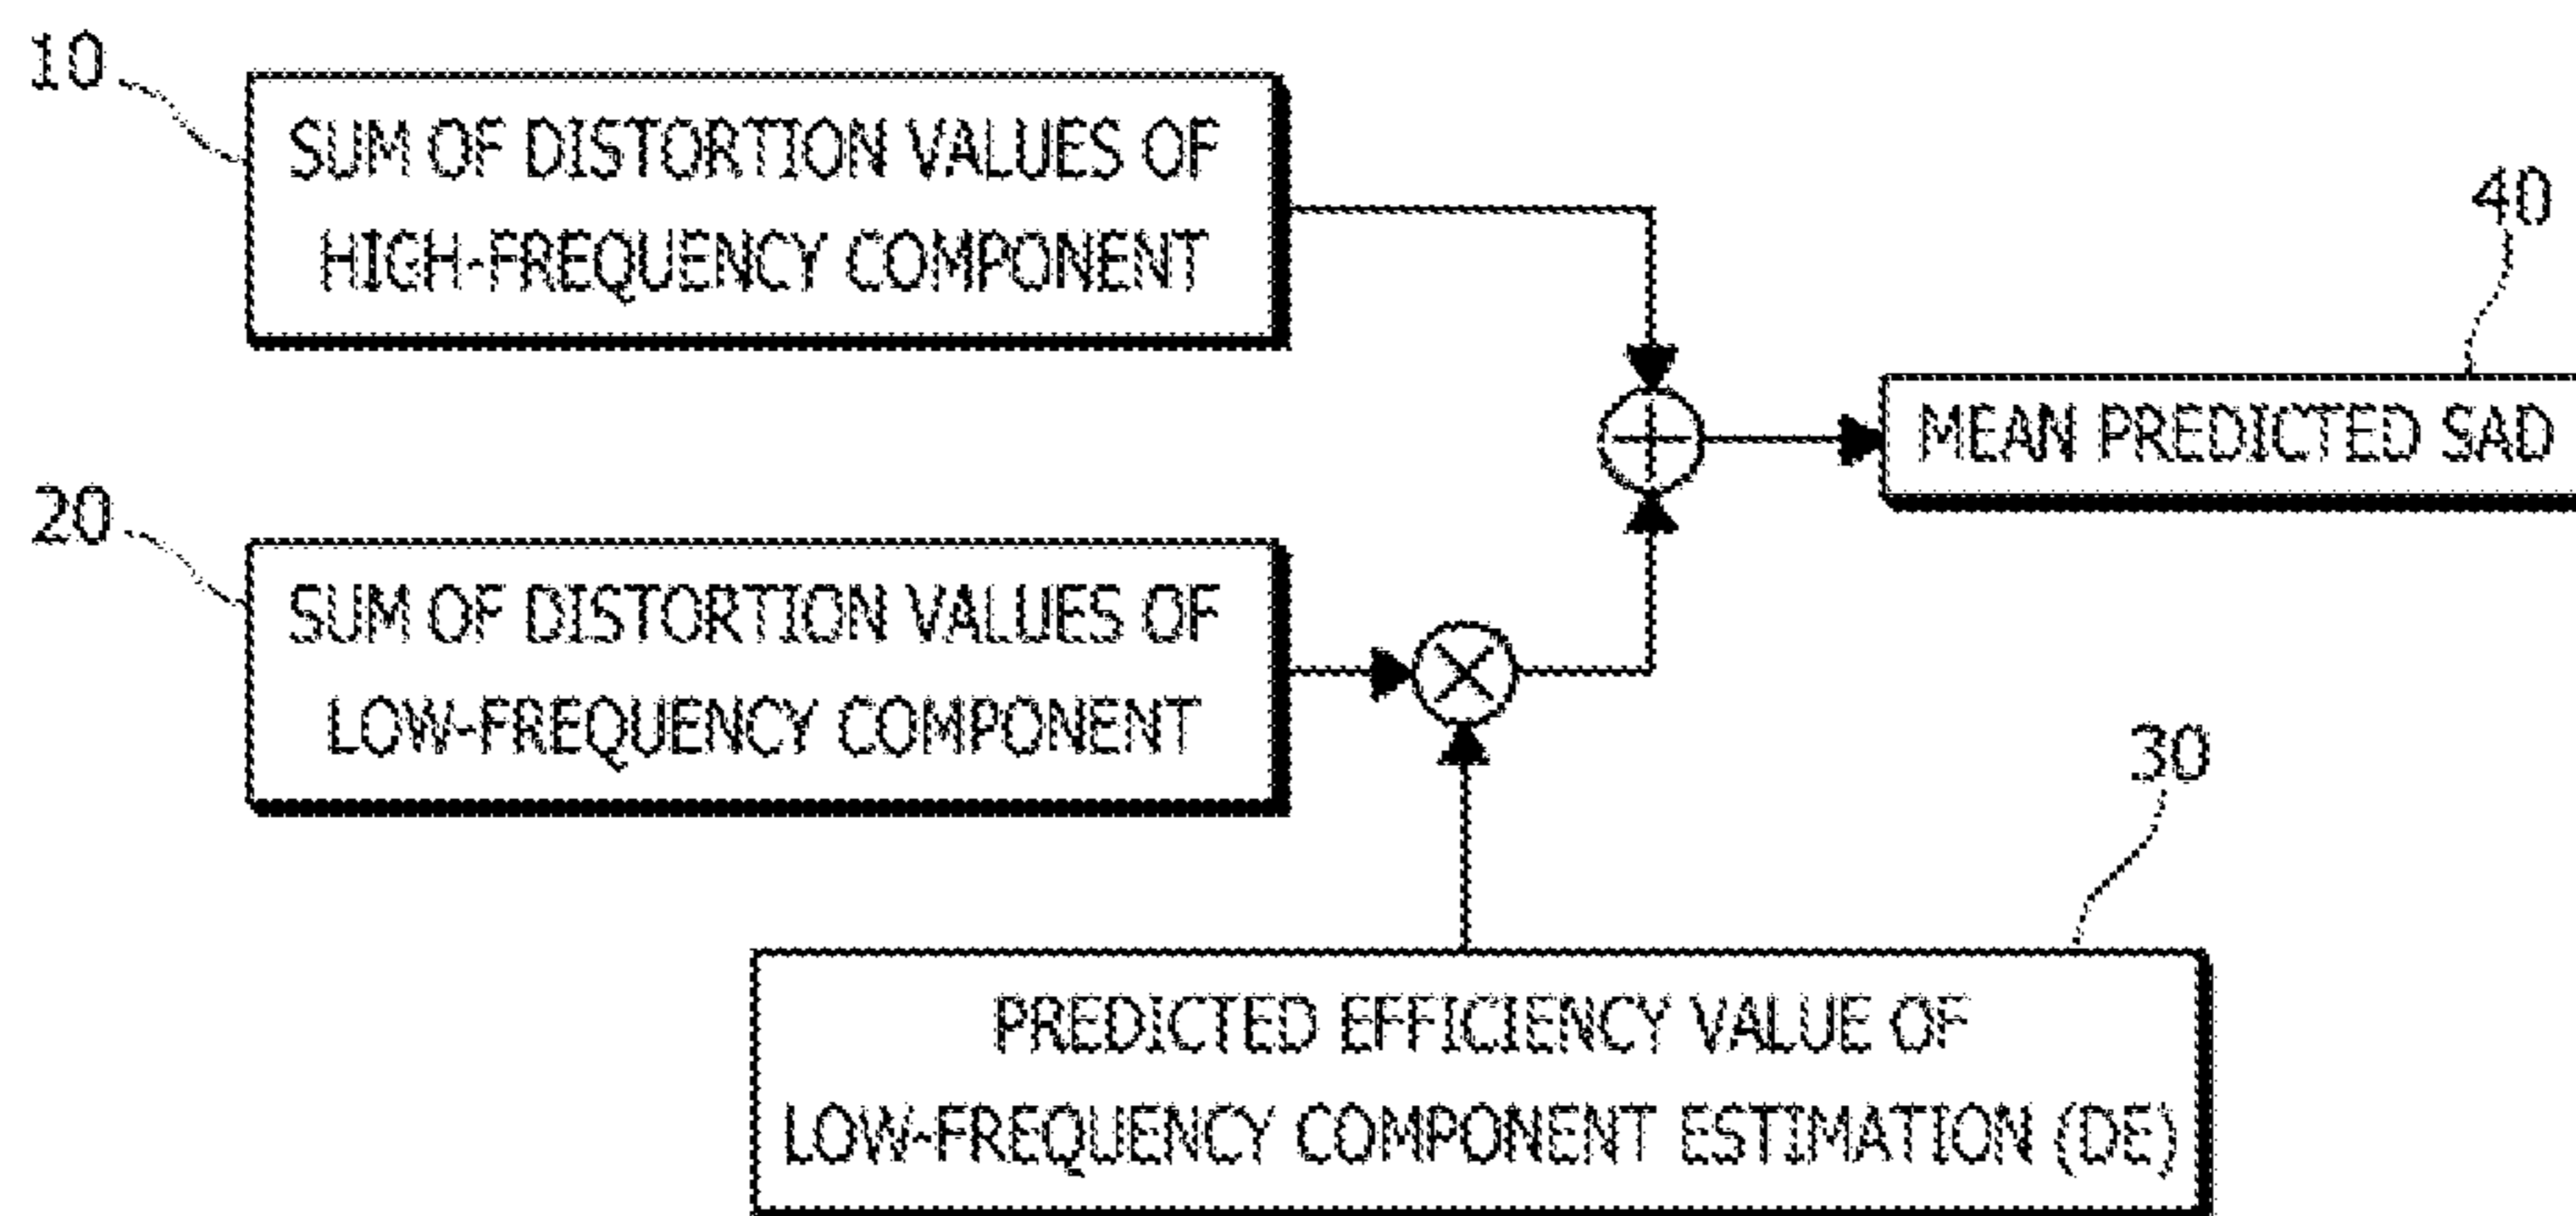 10
SUM OF DISTORTION VALUES OF
HIGH-FREQUENCY COMPONENT
40
MEAN PREDICTED SAD
20
SUM OF DISTORTION VALUES OF
LOW-FREQUENCY COMPONENT
30
PREDICTED EFFICIENCY VALUE OF
LOW-FREQUENCY COMPONENT ESTIMATION (DE)